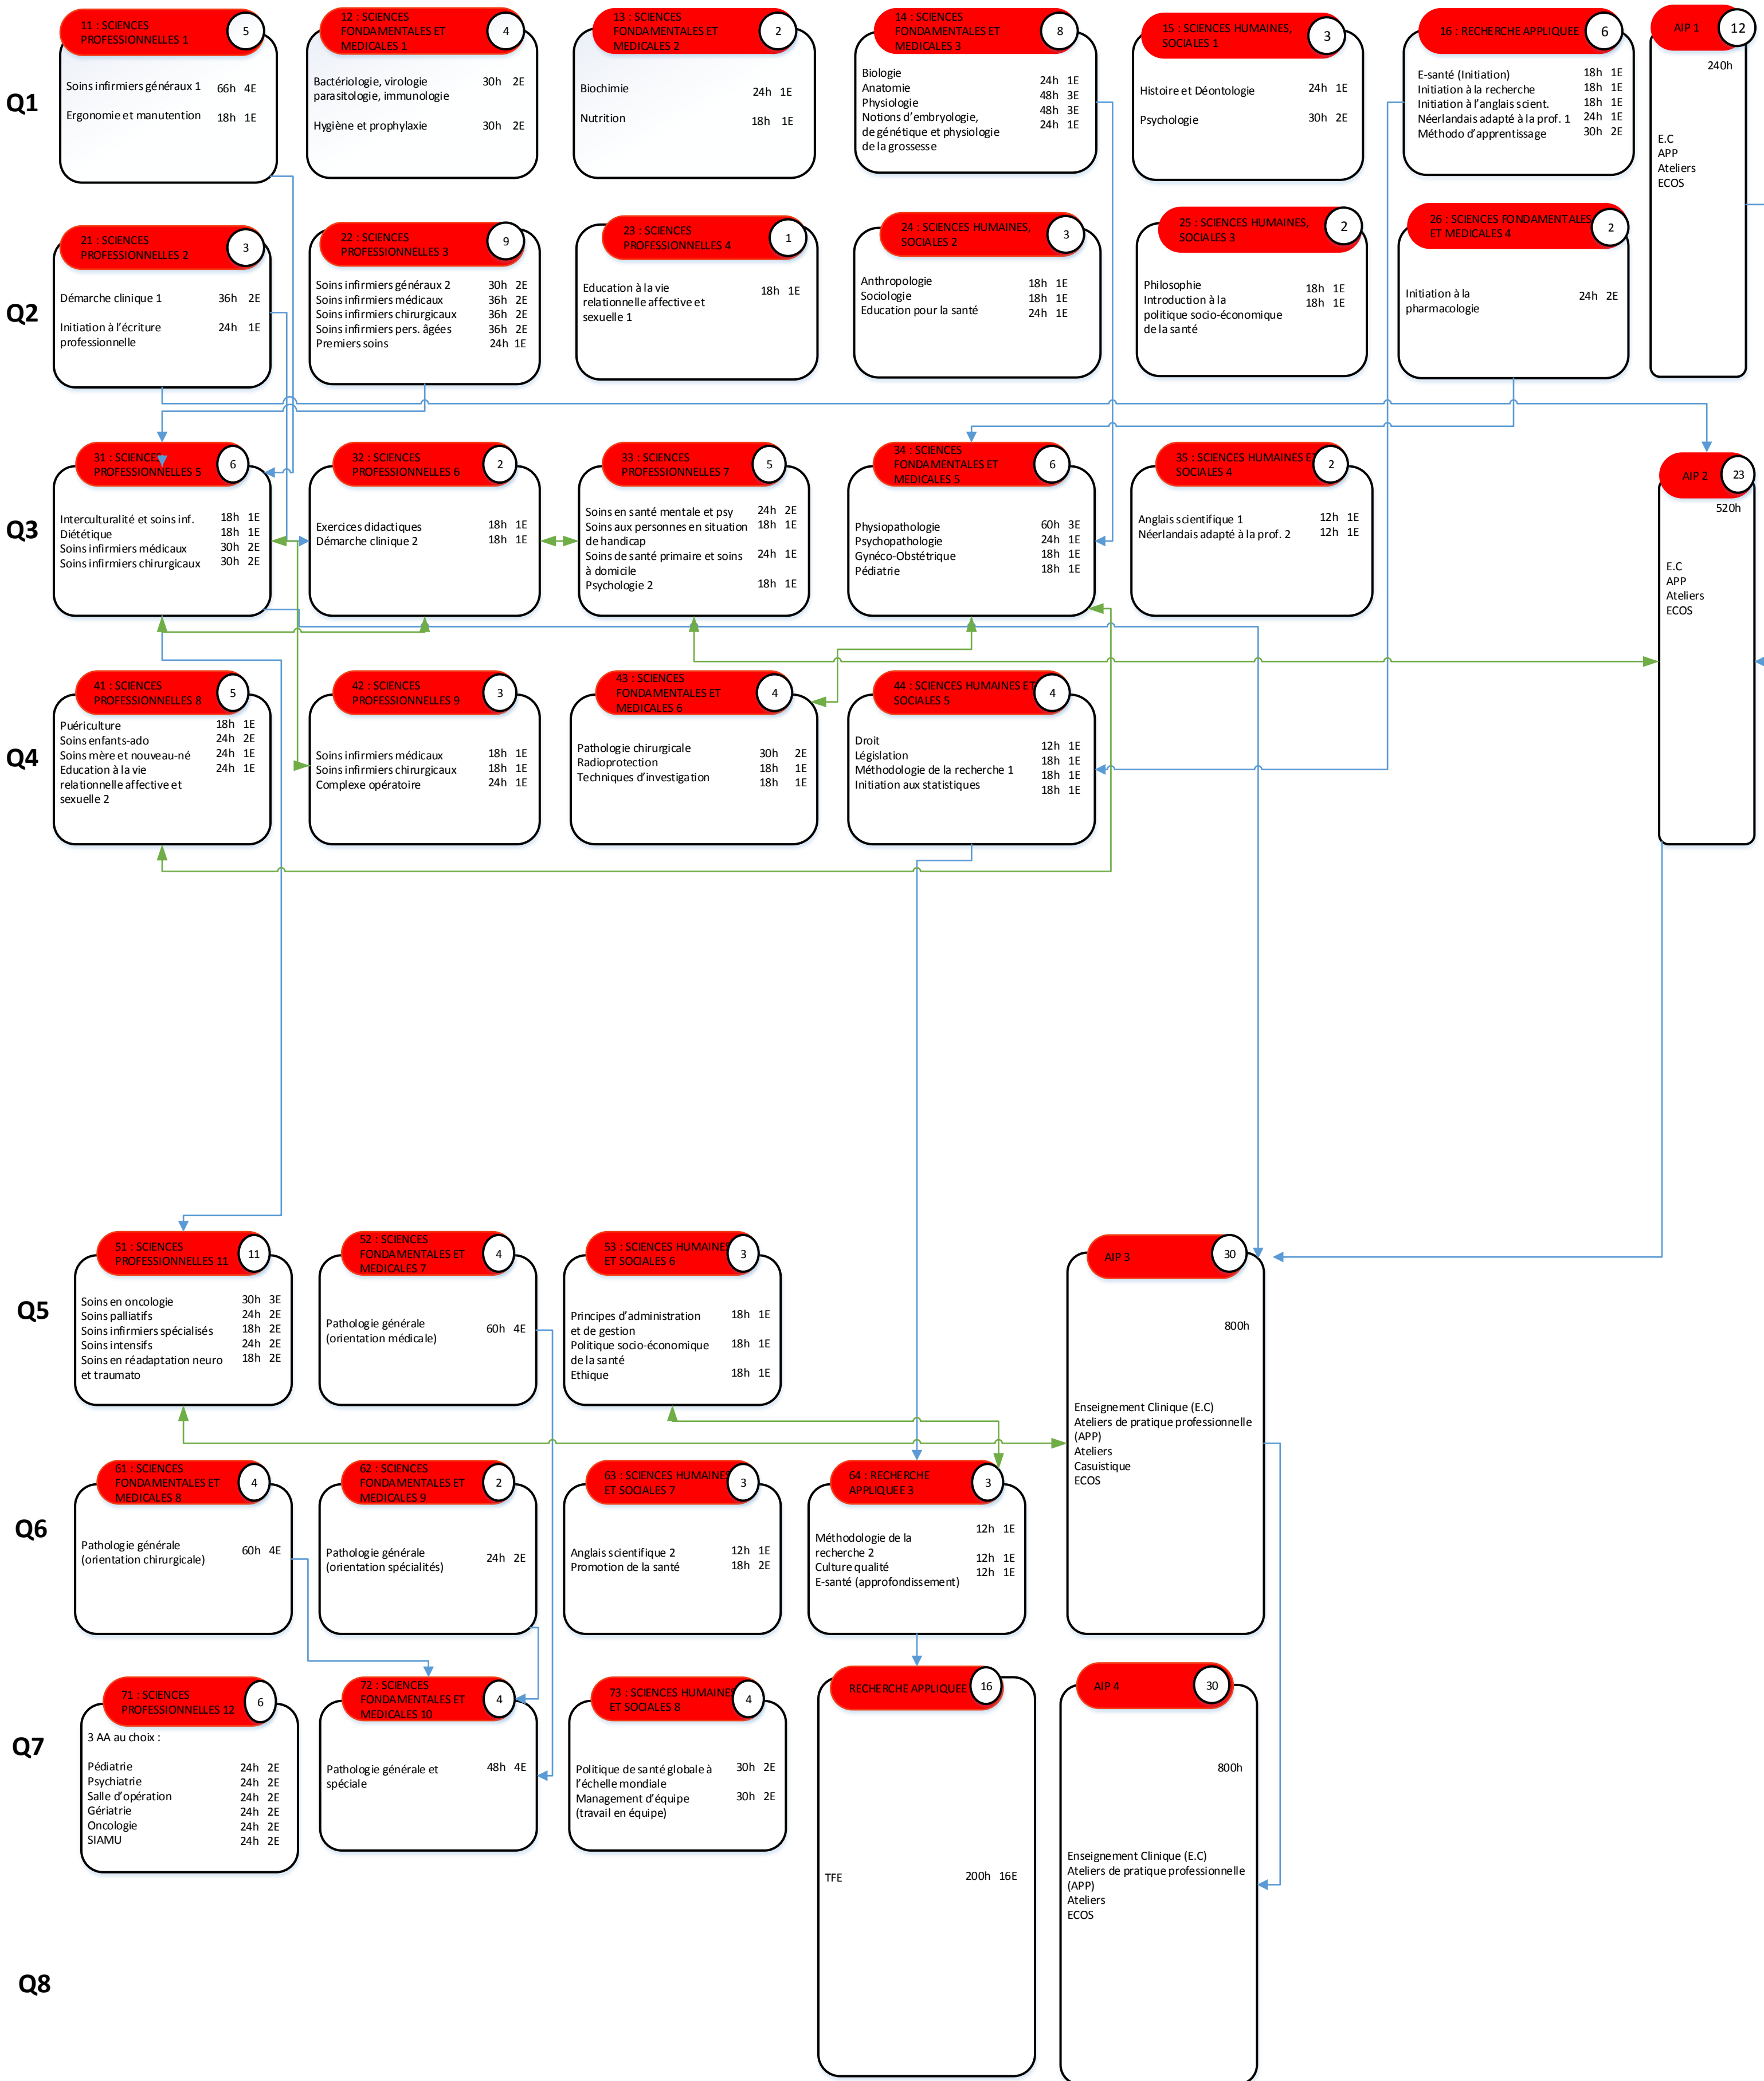 Q1
11 : SCIENCES
PROFESSIONNELLES 1
5
Soins infirmiers généraux 1 66h 4E
Ergonomie et manutention 18h 1E
12 : SCIENCES
FONDAMENTALES ET
MEDICALES 1
4
Bactériologie, virologie 30h 2E
parasitologie, immunologie
Hygiène et prophylaxie 30h 2E
13 : SCIENCES
FONDAMENTALES ET
MEDICALES 2
2
Biochimie 24h 1E
Nutrition 18h 1E
14 : SCIENCES
FONDAMENTALES ET
MEDICALES 3
8
Biologie 24h 1E
Anatomie 48h 3E
Physiologie 48h 3E
Notions d'embryologie, 24h 1E
de génétique et physiologie
de la grossesse
15 : SCIENCES HUMAINES,
SOCIALES 1
3
Histoire et Déontologie 24h 1E
Psychologie 30h 2E
16 : RECHERCHE APPLIQUEE
6
E-santé (Initiation) 18h 1E
Initiation à la recherche 18h 1E
Initiation à l'anglais scient. 18h 1E
Néerlandais adapté à la prof. 1 24h 1E
Méthodo d'apprentissage 30h 2E
AIP 1
12
240h
E.C
APP
Ateliers
ECOS
Q2
21 : SCIENCES
PROFESSIONNELLES 2
3
Démarche clinique 1 36h 2E
Initiation à l'écriture 24h 1E
professionnelle
22 : SCIENCES
PROFESSIONNELLES 3
9
Soins infirmiers généraux 2 30h 2E
Soins infirmiers médicaux 36h 2E
Soins infirmiers chirurgicaux 36h 2E
Soins infirmiers pers. âgées 36h 2E
Premiers soins 24h 1E
23 : SCIENCES
PROFESSIONNELLES 4
1
Education à la vie 18h 1E
relationnelle affective et
sexuelle 1
24 : SCIENCES HUMAINES,
SOCIALES 2
3
Anthropologie 18h 1E
Sociologie 18h 1E
Education pour la santé 24h 1E
25 : SCIENCES HUMAINES,
SOCIALES 3
2
Philosophie 18h 1E
Introduction à la 18h 1E
politique socio-économique
de la santé
26 : SCIENCES FONDAMENTALES
ET MEDICALES 4
2
Initiation à la 24h 2E
pharmacologie
Q3
31 : SCIENCES
PROFESSIONNELLES 5
6
Interculturalité et soins inf. 18h 1E
Diététique 18h 1E
Soins infirmiers médicaux 30h 2E
Soins infirmiers chirurgicaux 30h 2E
32 : SCIENCES
PROFESSIONNELLES 6
2
Exercices didactiques 18h 1E
Démarche clinique 2 18h 1E
33 : SCIENCES
PROFESSIONNELLES 7
5
Soins en santé mentale et psy 24h 2E
Soins aux personnes en situation 18h 1E
de handicap
Soins de santé primaire et soins 24h 1E
à domicile
Psychologie 2 18h 1E
34 : SCIENCES
FONDAMENTALES ET
MEDICALES 5
6
Physiopathologie 60h 3E
Psychopathologie 24h 1E
Gynéco-Obstétrique 18h 1E
Pédiatrie 18h 1E
35 : SCIENCES HUMAINES ET
SOCIALES 4
2
Anglais scientifique 1 12h 1E
Néerlandais adapté à la prof. 2 12h 1E
AIP 2
23
520h
E.C
APP
Ateliers
ECOS
Q4
41 : SCIENCES
PROFESSIONNELLES 8
5
Puériculture 18h 1E
Soins enfants-ado 24h 2E
Soins mère et nouveau-né 24h 1E
Education à la vie 24h 1E
relationnelle affective et
sexuelle 2
42 : SCIENCES
PROFESSIONNELLES 9
3
Soins infirmiers médicaux 18h 1E
Soins infirmiers chirurgicaux 18h 1E
Complexe opératoire 24h 1E
43 : SCIENCES
FONDAMENTALES ET
MEDICALES 6
4
Pathologie chirurgicale 30h 2E
Radioprotection 18h 1E
Techniques d'investigation 18h 1E
44 : SCIENCES HUMAINES ET
SOCIALES 5
4
Droit 12h 1E
Législation 18h 1E
Méthodologie de la recherche 1 18h 1E
Initiation aux statistiques 18h 1E
Q5
51 : SCIENCES
PROFESSIONNELLES 11
11
Soins en oncologie 30h 3E
Soins palliatifs 24h 2E
Soins infirmiers spécialisés 18h 2E
Soins intensifs 24h 2E
Soins en réadaptation neuro 18h 2E
et traumato
52 : SCIENCES
FONDAMENTALES ET
MEDICALES 7
4
Pathologie générale 60h 4E
(orientation médicale)
53 : SCIENCES HUMAINES
ET SOCIALES 6
3
Principes d'administration 18h 1E
et de gestion
Politique socio-économique 18h 1E
de la santé
Ethique 18h 1E
AIP 3
30
800h
Enseignement Clinique (E.C)
Ateliers de pratique professionnelle
(APP)
Ateliers
Casuistique
ECOS
Q6
61 : SCIENCES
FONDAMENTALES ET
MEDICALES 8
4
Pathologie générale 60h 4E
(orientation chirurgicale)
62 : SCIENCES
FONDAMENTALES ET
MEDICALES 9
2
Pathologie générale 24h 2E
(orientation spécialités)
63 : SCIENCES HUMAINES
ET SOCIALES 7
3
Anglais scientifique 2 12h 1E
Promotion de la santé 18h 2E
64 : RECHERCHE
APPLIQUEE 3
3
Méthodologie de la 12h 1E
recherche 2
Culture qualité 12h 1E
E-santé (approfondissement) 12h 1E
Q7
71 : SCIENCES
PROFESSIONNELLES 12
6
3 AA au choix :
Pédiatrie 24h 2E
Psychiatrie 24h 2E
Salle d'opération 24h 2E
Gériatrie 24h 2E
Oncologie 24h 2E
SIAMU 24h 2E
72 : SCIENCES
FONDAMENTALES ET
MEDICALES 10
4
Pathologie générale et 48h 4E
spéciale
73 : SCIENCES HUMAINES
ET SOCIALES 8
4
Politique de santé globale à 30h 2E
l'échelle mondiale
Management d'équipe 30h 2E
(travail en équipe)
RECHERCHE APPLIQUEE
16
TFE 200h 16E
AIP 4
30
800h
Enseignement Clinique (E.C)
Ateliers de pratique professionnelle
(APP)
Ateliers
ECOS
Q8